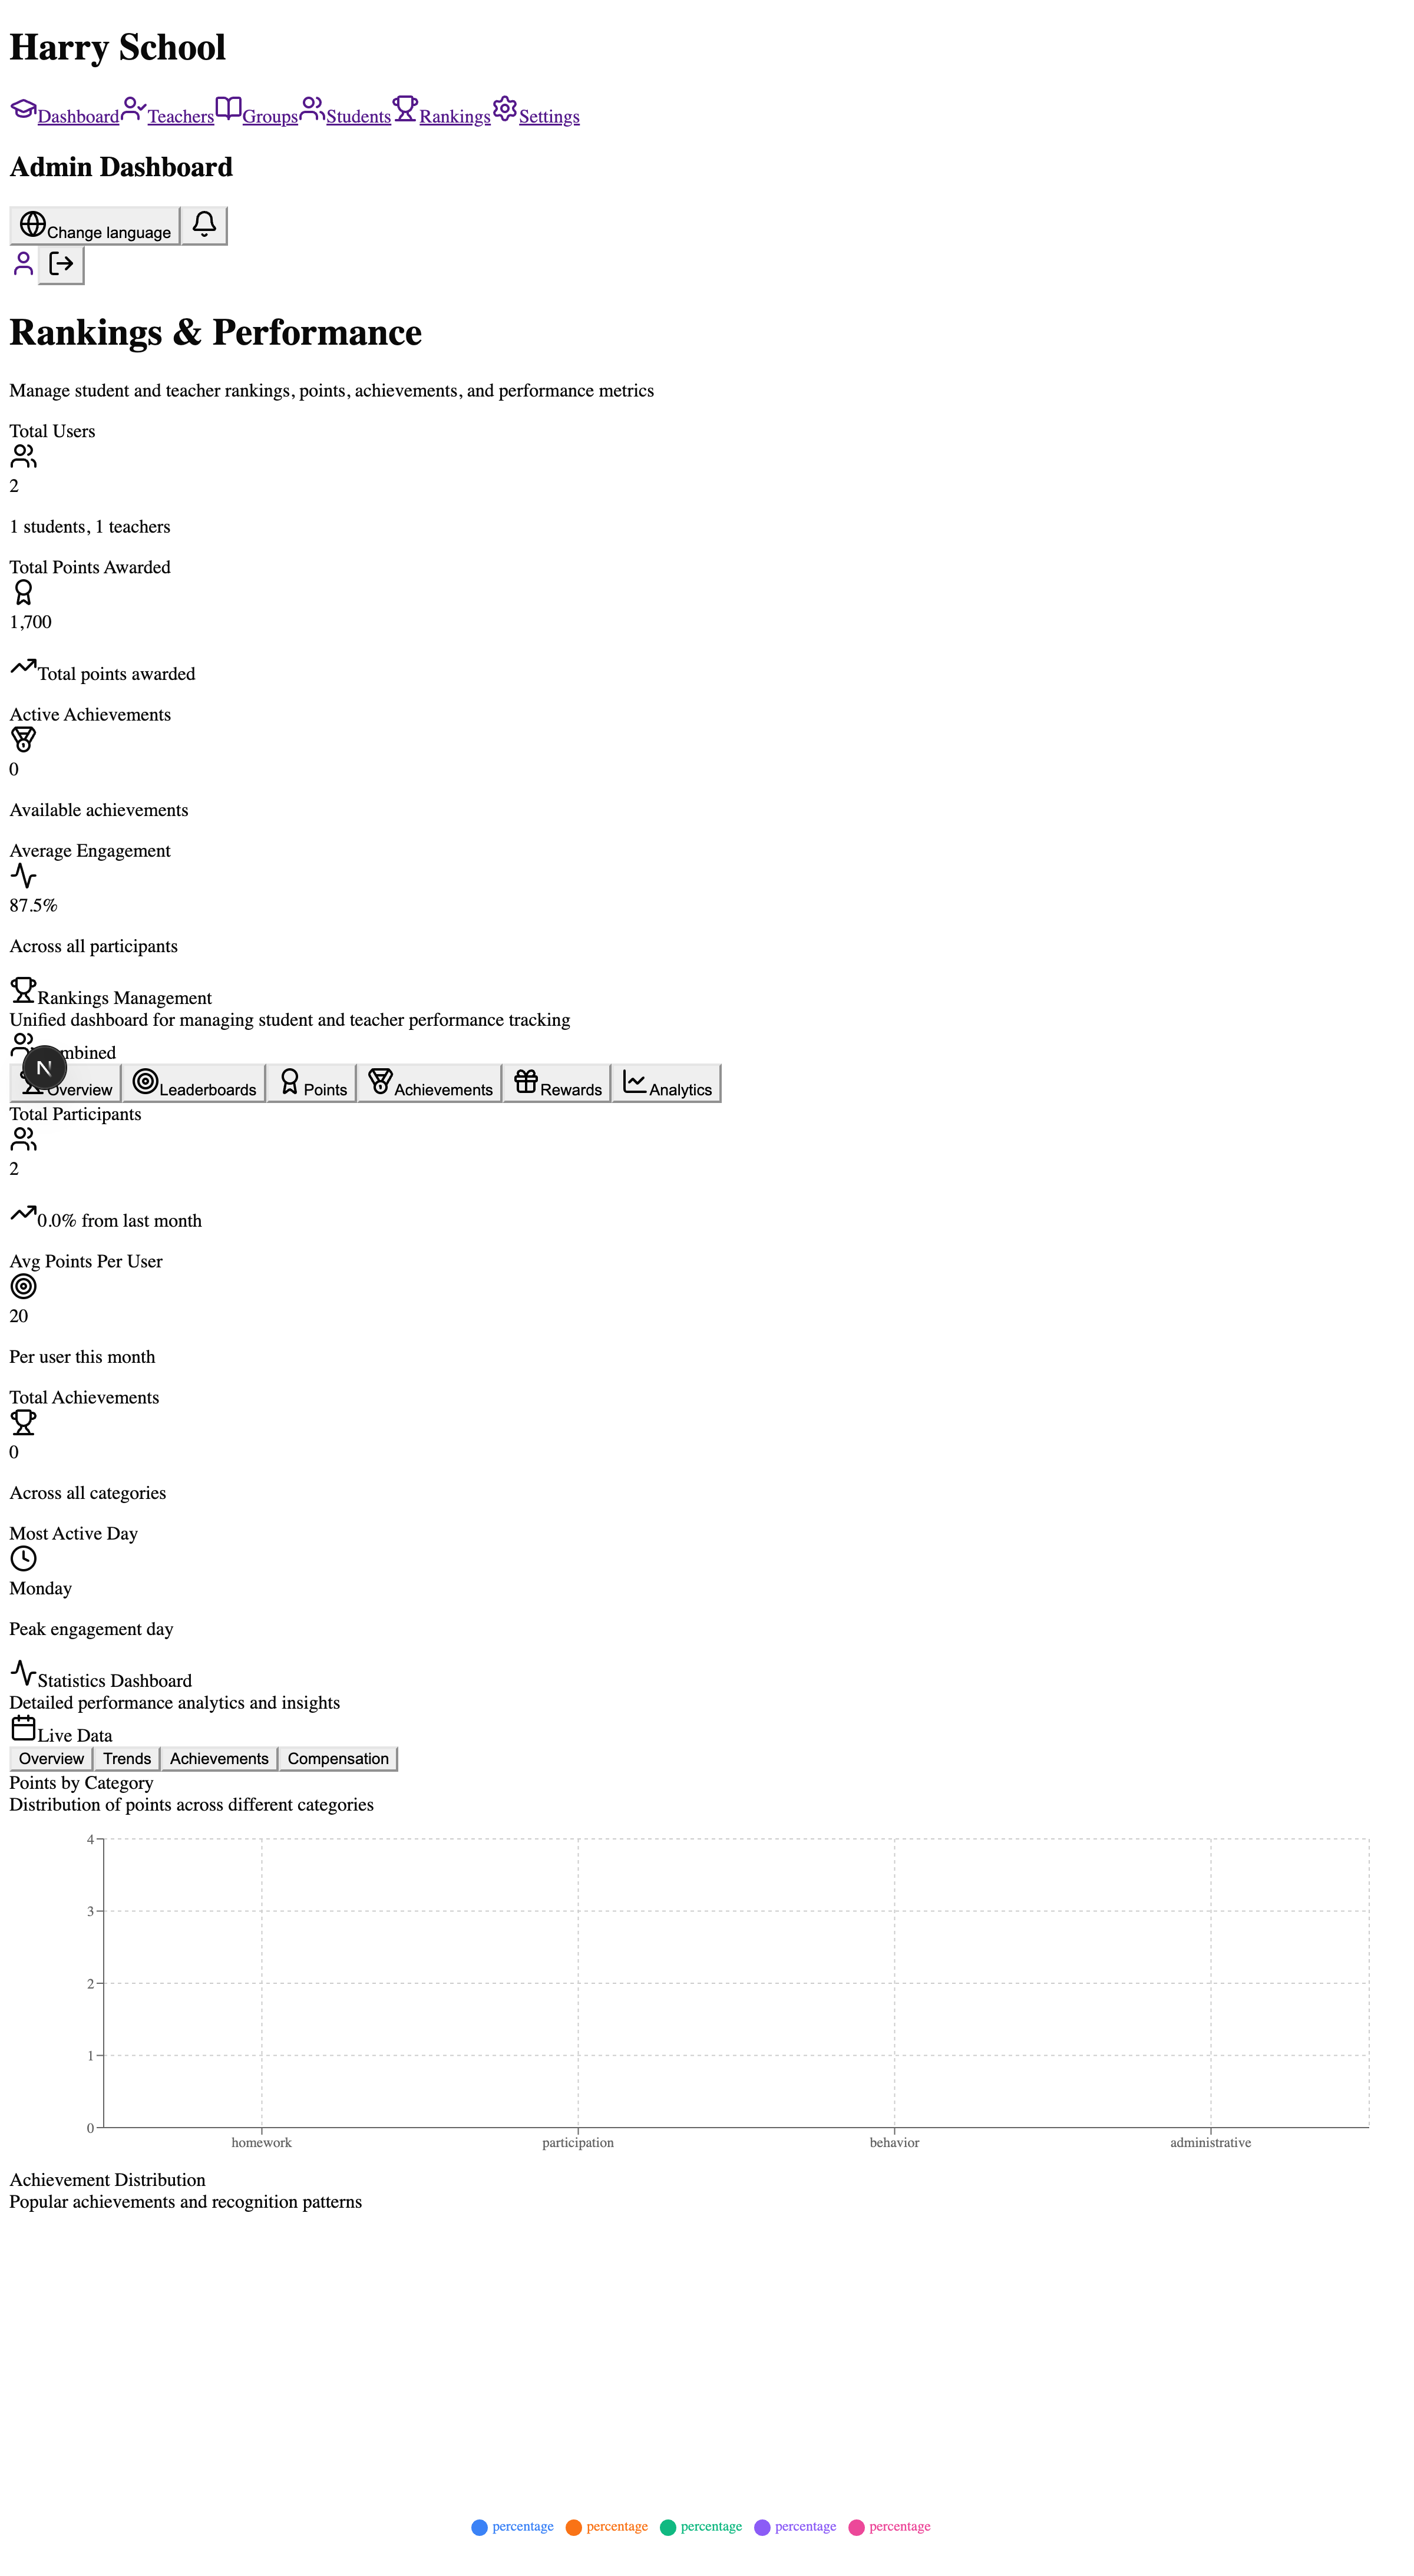 Harry School
Dashboard Teachers Groups Students Rankings Settings
Admin Dashboard
Change language
Rankings & Performance
Manage student and teacher rankings, points, achievements, and performance metrics
Total Users
2
1 students, 1 teachers
Total Points Awarded
1,700
Total points awarded
Active Achievements
0
Available achievements
Average Engagement
87.5%
Across all participants
Rankings Management
Unified dashboard for managing student and teacher performance tracking
mbined
N
Overview Leaderboards Points Achievements Rewards Analytics
Total Participants
2
0.0% from last month
Avg Points Per User
20
Per user this month
Total Achievements
0
Across all categories
Most Active Day
Monday
Peak engagement day
Statistics Dashboard
Detailed performance analytics and insights
Live Data
Overview Trends Achievements Compensation
Points by Category
Distribution of points across different categories
4
3
2
1
0
homework participation behavior administrative
Achievement Distribution
Popular achievements and recognition patterns
percentage percentage percentage percentage percentage